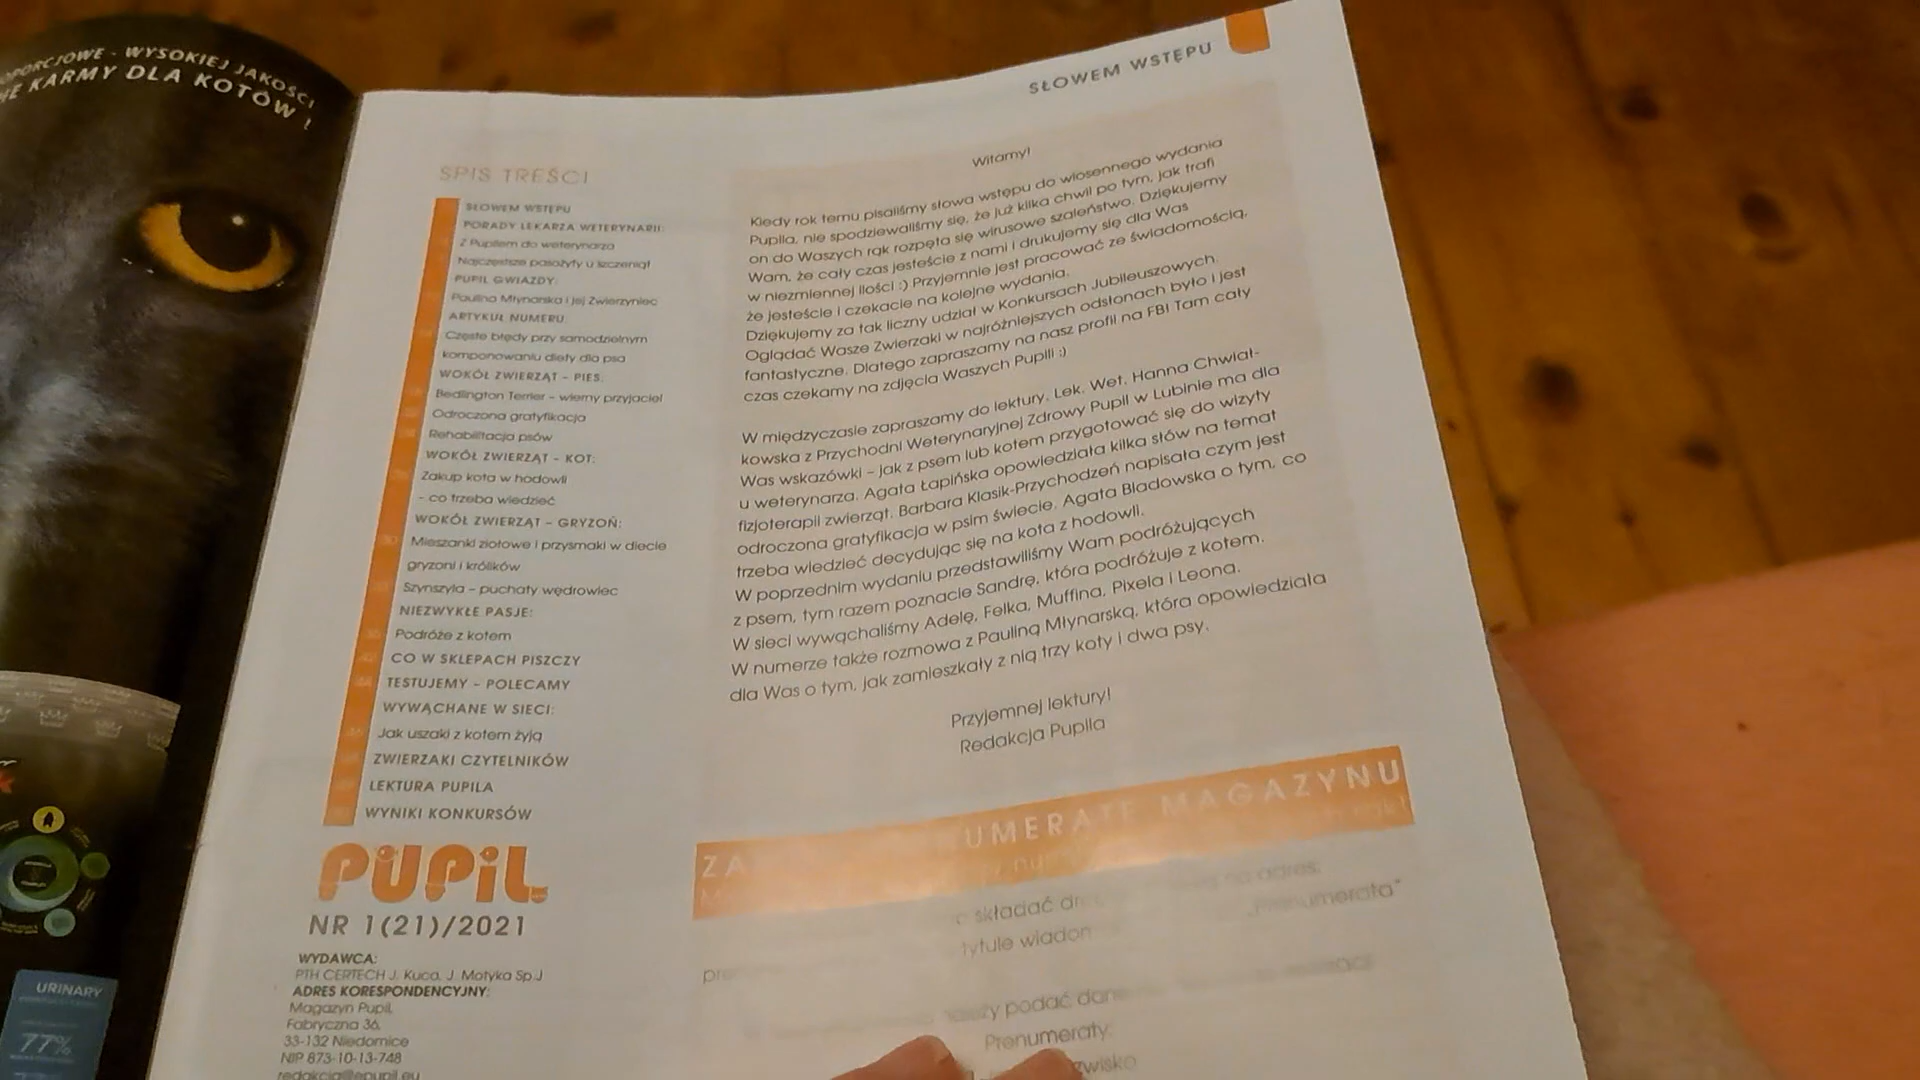 PORCJOWE - WYSOKIEJ JAKOŚCI
KARMY DLA KOTÓW !
URINARY
77%
SŁOWEM WSTĘPU
SPIS TREŚCI
SŁOWEM WSTĘPU
PORADY LEKARZA WETERYNARII:
Z Pupilem do weterynarza
Najczęstsze pasożyty u szczeniąt
PUPIL GWIAZDY:
Paulina Młynarska i jej Zwierzyniec
ARTYKUŁ NUMERU:
Częste błędy przy samodzielnym
komponowaniu diety dla psa
WOKÓŁ ZWIERZĄT – PIES:
Bedlington Terrier – wierny przyjaciel
Odroczona gratyfikacja
Rehabilitacja psów
WOKÓŁ ZWIERZĄT – KOT:
Zakup kota w hodowli
- co trzeba wiedzieć
WOKÓŁ ZWIERZĄT – GRYZOŃ:
Mieszanki ziołowe i przysmaki w diecie
gryzoni i królików
Szynszyla – puchaty wędrowiec
NIEZWYKŁE PASJE:
Podróże z kotem
CO W SKLEPACH PISZCZY
TESTUJEMY – POLECAMY
WYWĄCHANE W SIECI:
Jak uszaki z kotem żyją
ZWIERZAKI CZYTELNIKÓW
LEKTURA PUPILA
WYNIKI KONKURSÓW
PUPiL
NR 1(21)/2021
WYDAWCA:
PTH CERTECH J. Kuca, J. Motyka Sp.J
ADRES KORESPONDENCYJNY:
Magazyn Pupil,
Fabryczna 36,
33-132 Niedomice
NIP 873-10-13-748
redakcja@epupil.eu
Witamy!
Kiedy rok temu pisaliśmy słowa wstępu do wiosennego wydania
Pupila, nie spodziewaliśmy się, że już kilka chwil po tym, jak trafi
on do Waszych rąk rozpęta się wirusowe szaleństwo. Dziękujemy
Wam, że cały czas jesteście z nami i drukujemy się dla Was
w niezmiennej ilości :) Przyjemnie jest pracować ze świadomością,
że jesteście i czekacie na kolejne wydania.
Dziękujemy za tak liczny udział w Konkursach Jubileuszowych.
Oglądać Wasze Zwierzaki w najróżniejszych odsłonach było i jest
fantastyczne. Dlatego zapraszamy na nasz profil na FB! Tam cały
czas czekamy na zdjęcia Waszych Pupili :)
W międzyczasie zapraszamy do lektury. Lek. Wet. Hanna Chwiał-
kowska z Przychodni Weterynaryjnej Zdrowy Pupil w Lubinie ma dla
Was wskazówki – jak z psem lub kotem przygotować się do wizyty
u weterynarza. Agata Łapińska opowiedziała kilka słów na temat
fizjoterapii zwierząt. Barbara Klasik-Przychodzeń napisała czym jest
odroczona gratyfikacja w psim świecie. Agata Bladowska o tym, co
trzeba wiedzieć decydując się na kota z hodowli.
W poprzednim wydaniu przedstawiliśmy Wam podróżujących
z psem, tym razem poznacie Sandrę, która podróżuje z kotem.
W sieci wywąchaliśmy Adelę, Felka, Muffina, Pixela i Leona.
W numerze także rozmowa z Pauliną Młynarską, która opowiedziała
dla Was o tym, jak zamieszkały z nią trzy koty i dwa psy.
Przyjemnej lektury!
Redakcja Pupila
ZA UMERATĘ MAGAZYNU
składać
adres:
tytule wiadom "Prenumerata"
podać dane
Prenumeraty: